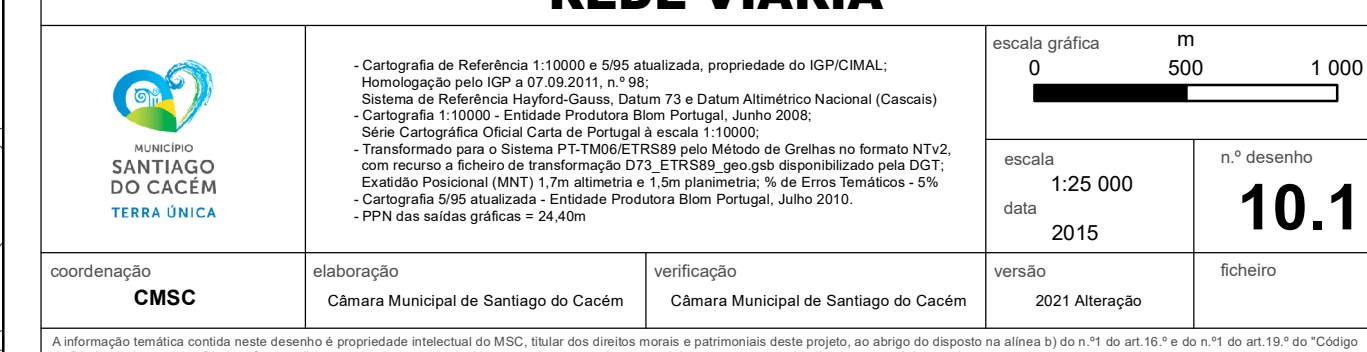 REDE VIÁRIA
MUNICÍPIO
SANTIAGO
DO CACÉM
TERRA ÚNICA
- Cartografia de Referência 1:10000 e 5/95 atualizada, propriedade do IGP/CIMAL;
Homologação pelo IGP a 07.09.2011, n.º 98;
Sistema de Referência Hayford-Gauss, Datum 73 e Datum Altimétrico Nacional (Cascais)
- Cartografia 1:10000 - Entidade Produtora Blom Portugal, Junho 2008;
Série Cartográfica Oficial Carta de Portugal à escala 1:10000;
- Transformado para o Sistema PT-TM06/ETRS89 pelo Método de Grelhas no formato NTv2,
com recurso a ficheiro de transformação D73_ETRS89_geo.gsb disponibilizado pela DGT;
Exatidão Posicional (MNT) 1,7m altimetria e 1,5m planimetria; % de Erros Temáticos - 5%
- Cartografia 5/95 atualizada - Entidade Produtora Blom Portugal, Julho 2010.
- PPN das saídas gráficas = 24,40m
escala gráfica m
0 500 1 000
escala
1:25 000
data
2015
n.º desenho
10.1
coordenação
CMSC
elaboração
Câmara Municipal de Santiago do Cacém
verificação
Câmara Municipal de Santiago do Cacém
versão
2021 Alteração
ficheiro
A informação temática contida neste desenho é propriedade intelectual do MSC, titular dos direitos morais e patrimoniais deste projeto, ao abrigo do disposto na alínea b) do n.º1 do art.16.º e do n.º1 do art.19.º do "Código